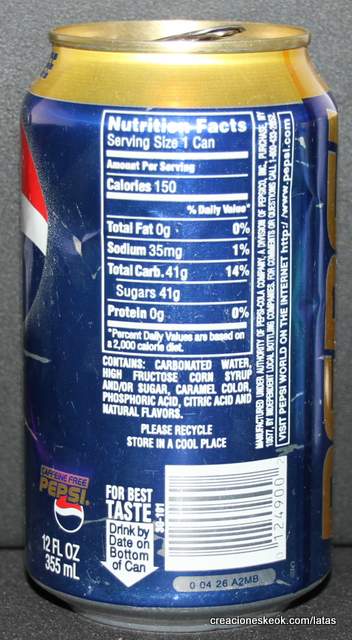 Nutrition Facts
Serving Size 1 Can
Amount Per Serving
Calories 150
% Daily Value*
Total Fat 0g 0%
Sodium 35mg 1%
Total Carb. 41g 14%
Sugars 41g
Protein 0g 0%
*Percent Daily Values are based on
a 2,000 calorie diet.
CONTAINS: CARBONATED WATER,
HIGH FRUCTOSE CORN SYRUP
AND/OR SUGAR, CARAMEL COLOR,
PHOSPHORIC ACID, CITRIC ACID AND
NATURAL FLAVORS.
PLEASE RECYCLE
STORE IN A COOL PLACE
MANUFACTURED UNDER AUTHORITY OF PEPSI-COLA COMPANY, A DIVISION OF PEPSICO, INC. PURCHASE, NY
10577, BY INDEPENDENT LOCAL BOTTLING COMPANIES. FOR COMMENTS OR QUESTIONS CALL
VISIT PEPSI WORLD ON THE INTERNET http://www.pepsi.com
CAFFEINE FREE
PEPSI
12 FL OZ
355 mL
FOR BEST
TASTE
Drink by
Date on
Bottom
of Can
30-101
0 12490
0 04 26 A2MB
creacioneskeok.com/latas